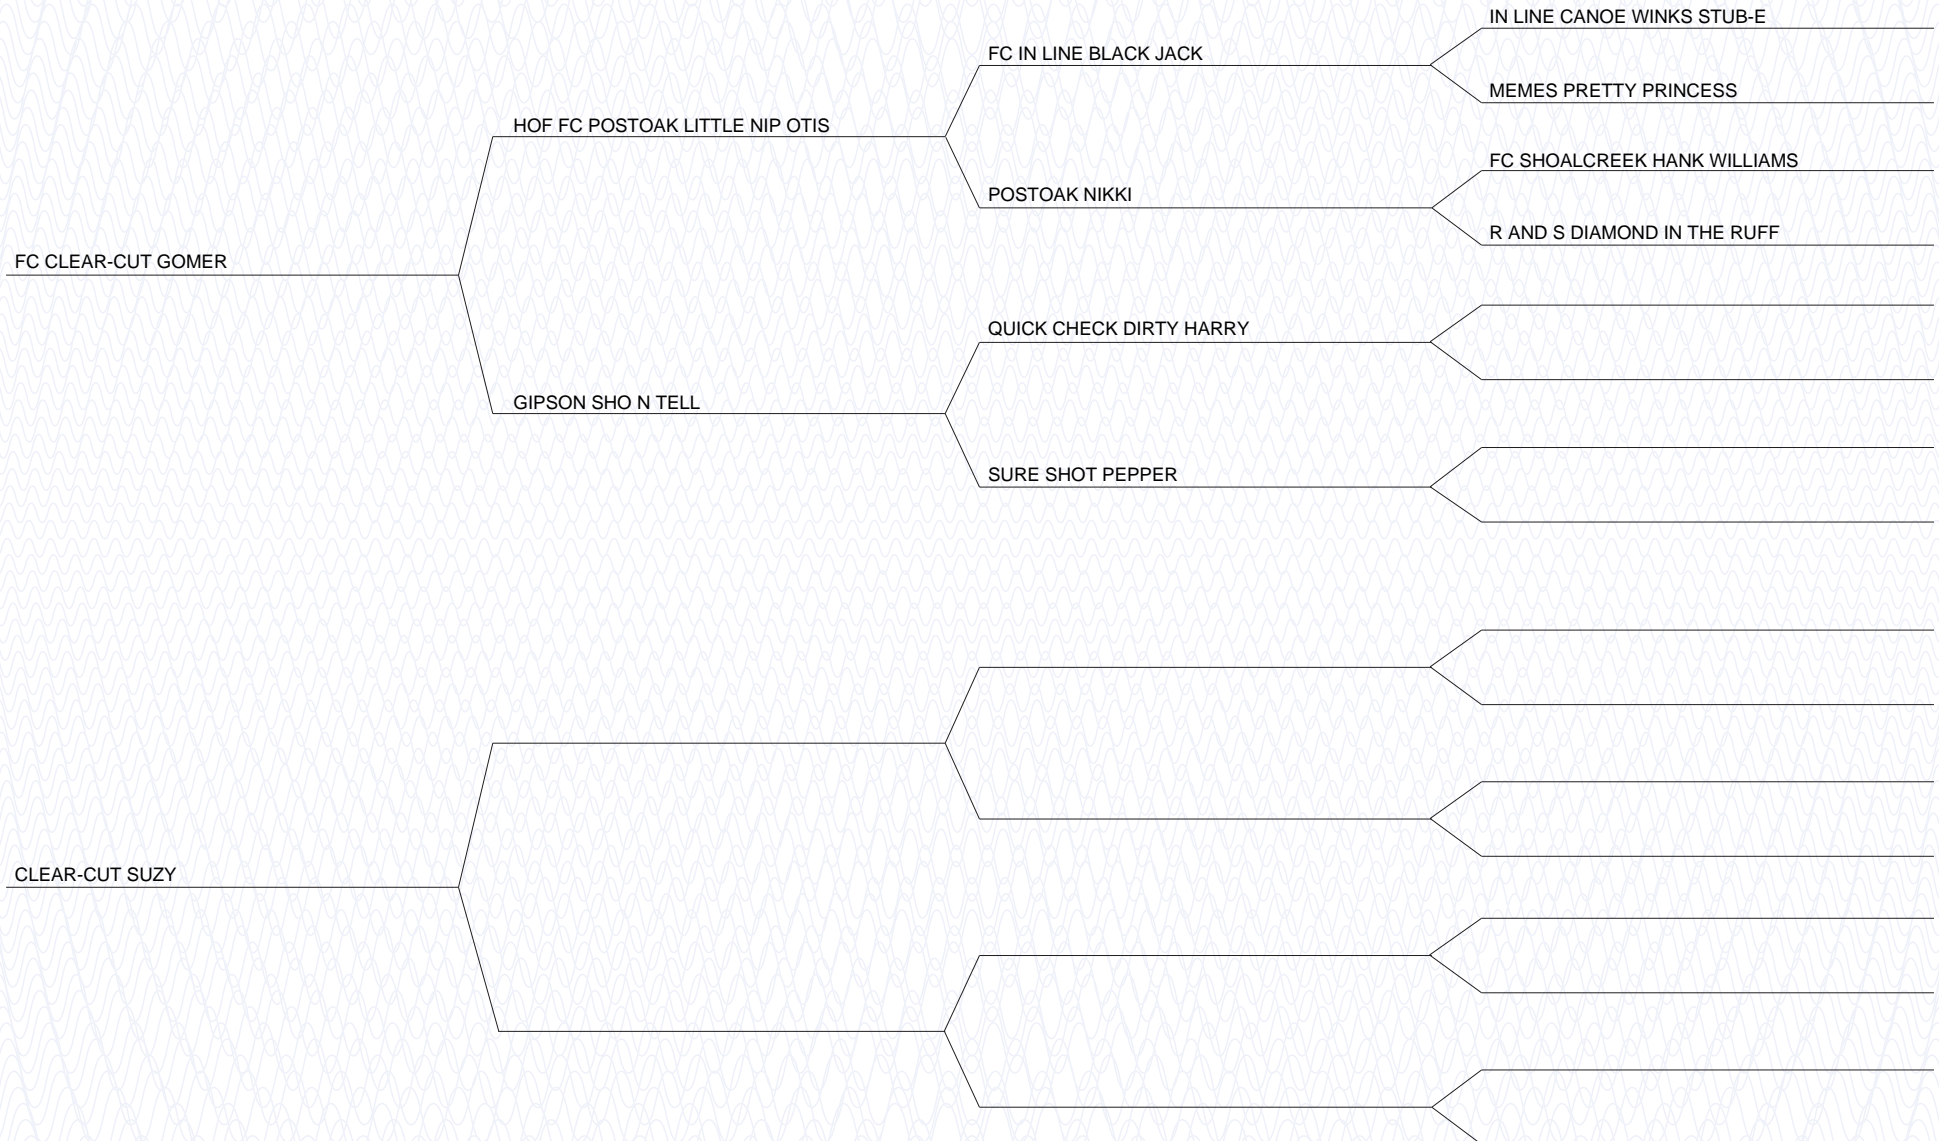 IN LINE CANOE WINKS STUB-E
FC IN LINE BLACK JACK
MEMES PRETTY PRINCESS
HOF FC POSTOAK LITTLE NIP OTIS
FC SHOALCREEK HANK WILLIAMS
POSTOAK NIKKI
R AND S DIAMOND IN THE RUFF
FC CLEAR-CUT GOMER
QUICK CHECK DIRTY HARRY
GIPSON SHO N TELL
SURE SHOT PEPPER
CLEAR-CUT SUZY